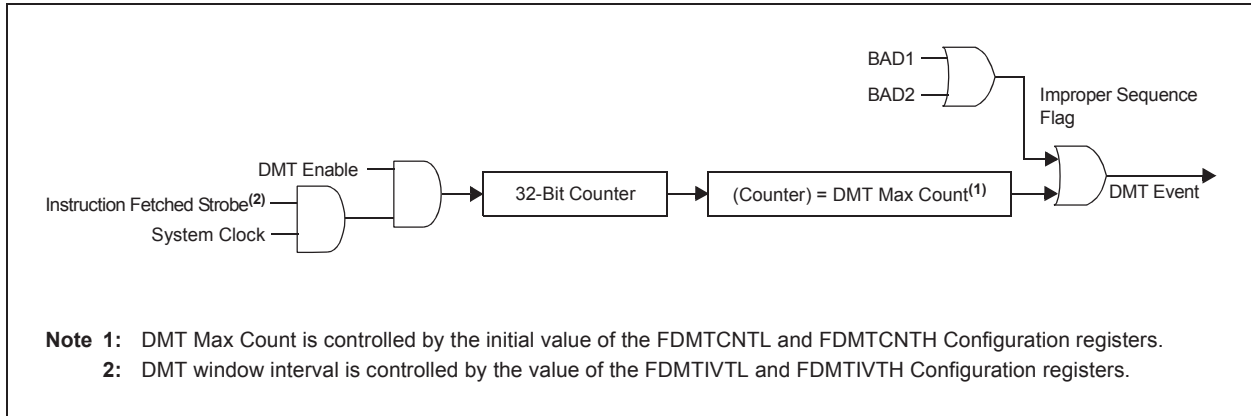 BAD1
BAD2
Improper Sequence
Flag
DMT Enable
Instruction Fetched Strobe(2)
System Clock
32-Bit Counter
(Counter) = DMT Max Count(1)
DMT Event
Note 1: DMT Max Count is controlled by the initial value of the FDMTCNTL and FDMTCNTH Configuration registers.
2: DMT window interval is controlled by the value of the FDMTIVTL and FDMTIVTH Configuration registers.